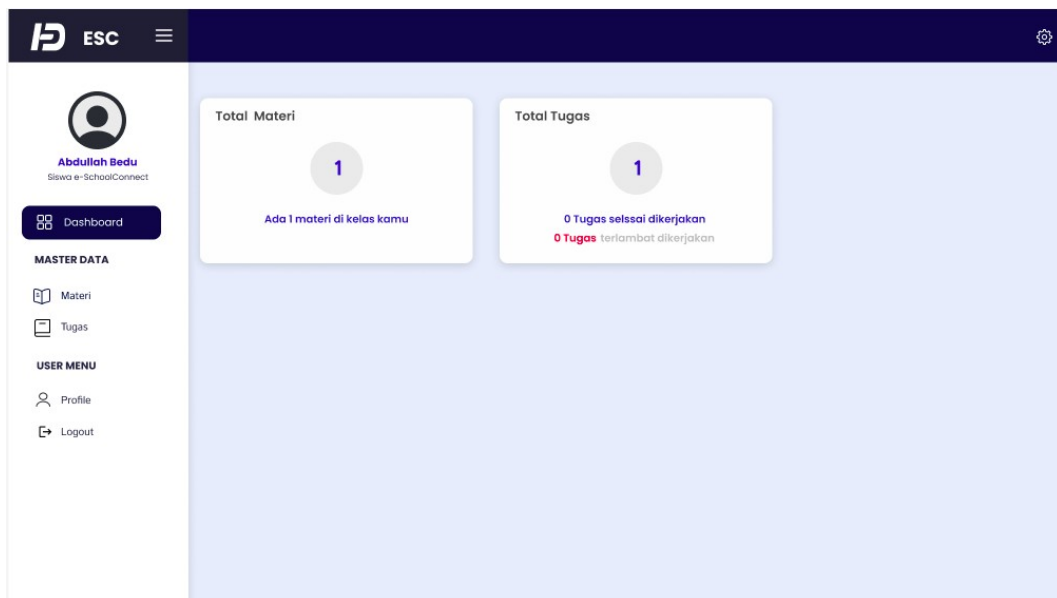 ESC
Abdullah Bedu
Siswa e-SchoolConnect
Dashboard
MASTER DATA
Materi
Tugas
USER MENU
Profile
Logout
Total Materi
1
Ada 1 materi di kelas kamu
Total Tugas
1
0 Tugas selssai dikerjakan
0 Tugas terlambat dikerjakan